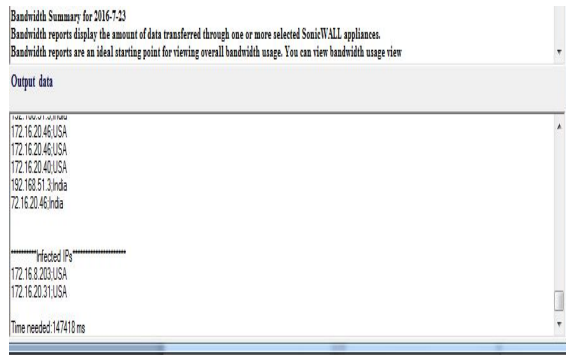 Bandwidth Summary for 2016-7-23
Bandwidth reports display the amount of data transferred through one or more selected SonicWALL appliances.
Bandwidth reports are an ideal starting point for viewing overall bandwidth usage. You can view bandwidth usage view
Output data
172.16.20.46;USA
172.16.20.46;USA
172.16.20.40;USA
192.168.51.3;India
72.16.20.46;India
**********Infected IPs********************
172.16.8.203;USA
172.16.20.31;USA
Time needed:147418 ms